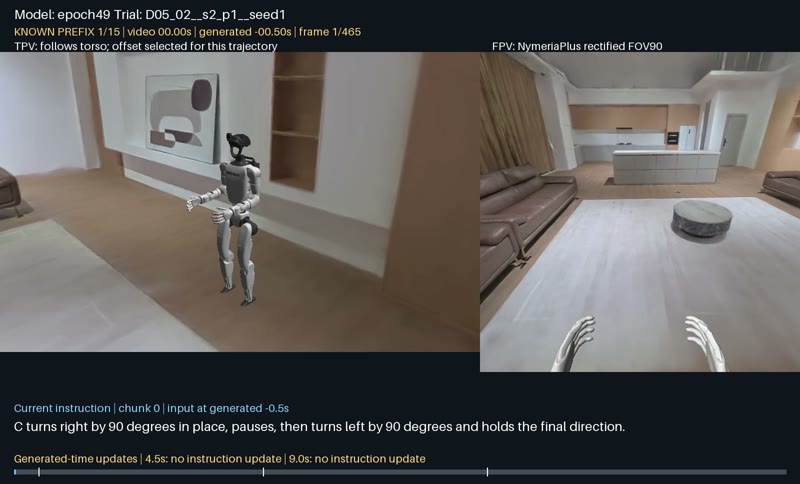 Model: epoch49 Trial: D05_02__s2_p1__seed1
KNOWN PREFIX 1/15 | video 00.00s | generated -00.50s | frame 1/465
TPV: follows torso; offset selected for this trajectory
FPV: NymeriaPlus rectified FOV90
Current instruction | chunk 0 | input at generated -0.5s
C turns right by 90 degrees in place, pauses, then turns left by 90 degrees and holds the final direction.
Generated-time updates | 4.5s: no instruction update | 9.0s: no instruction update